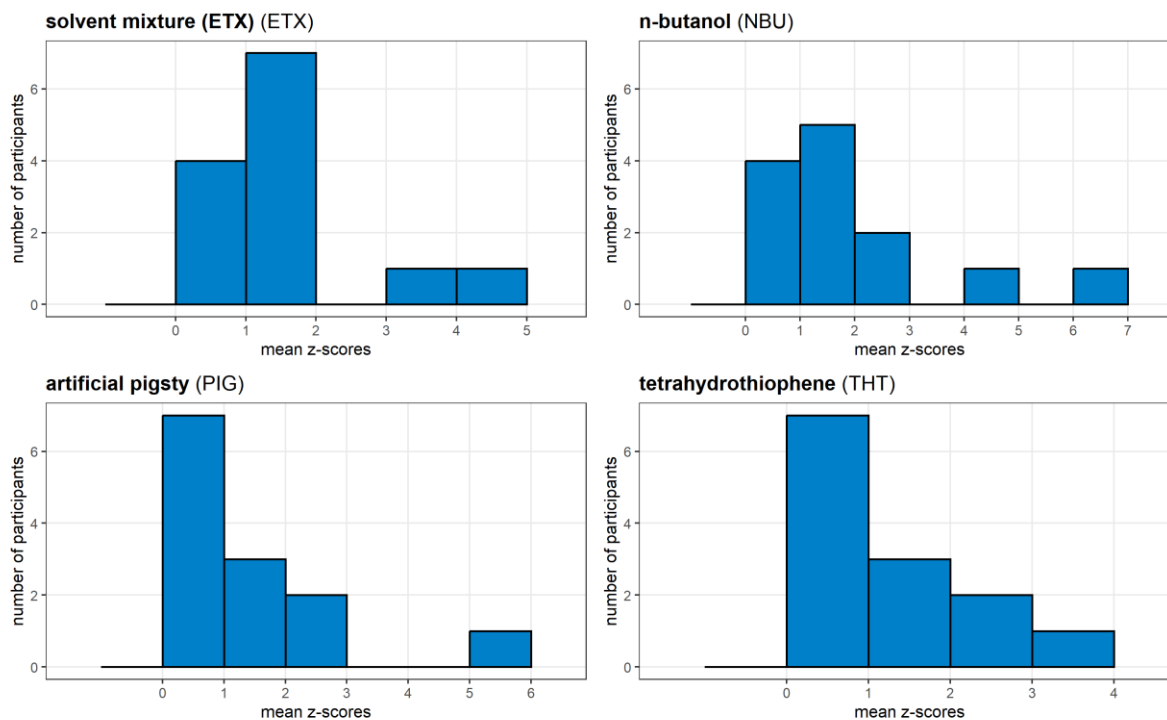 solvent mixture (ETX) (ETX)
number of participants
6
4
2
0
0 1 2 3 4 5
mean z-scores
n-butanol (NBU)
number of participants
6
4
2
0
0 1 2 3 4 5 6 7
mean z-scores
artificial pigsty (PIG)
number of participants
6
4
2
0
0 1 2 3 4 5 6
mean z-scores
tetrahydrothiophene (THT)
number of participants
6
4
2
0
0 1 2 3 4
mean z-scores